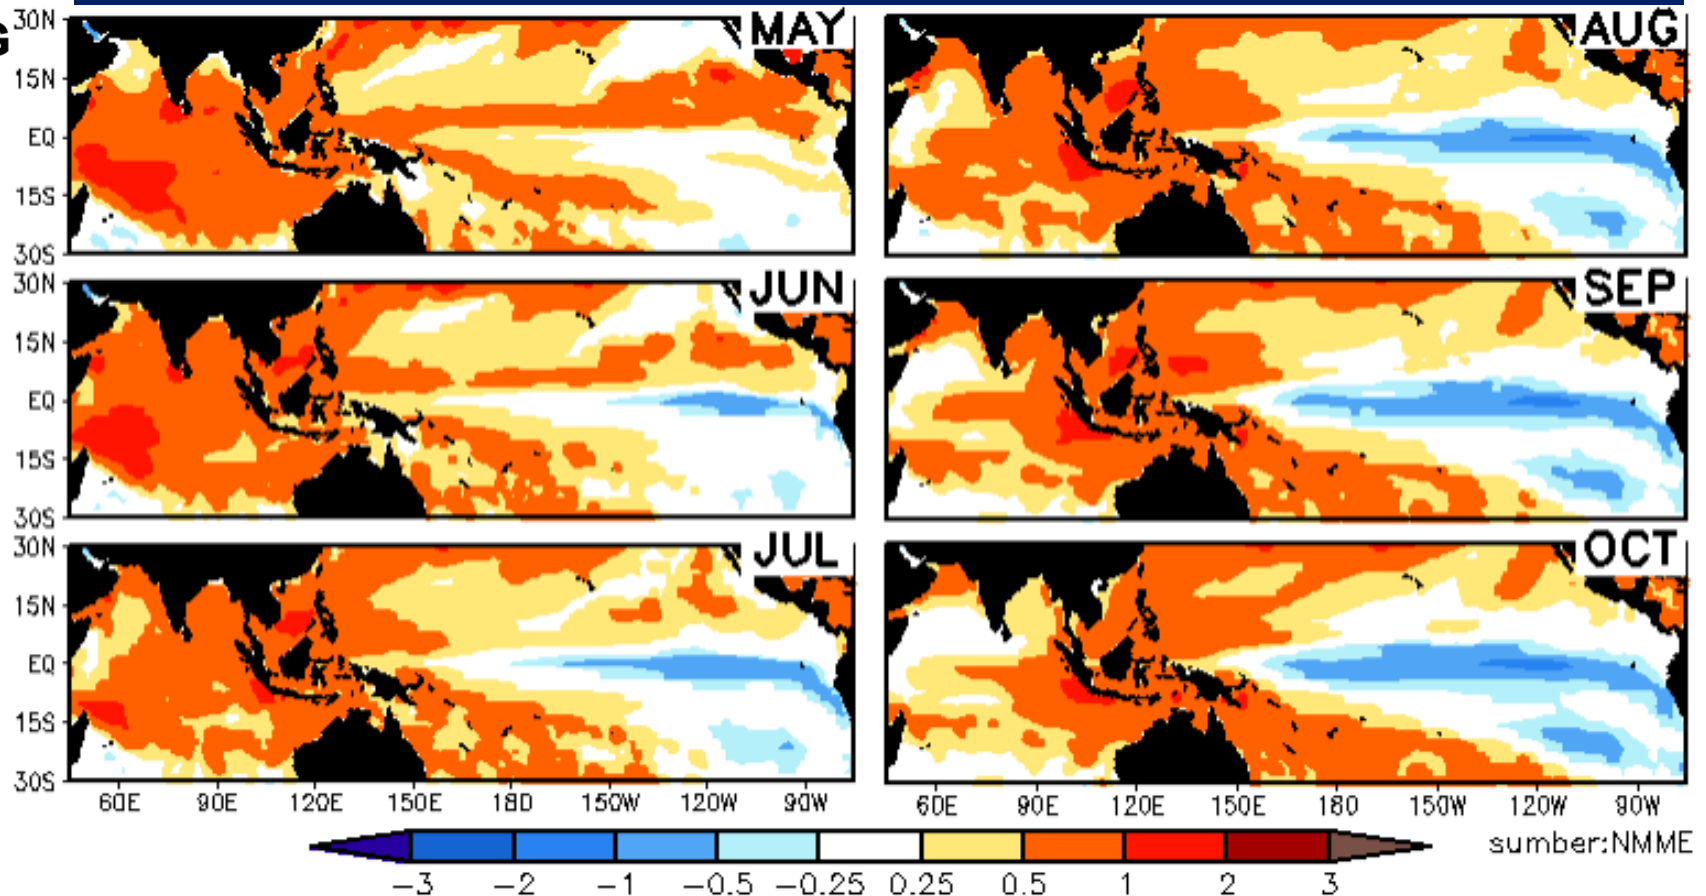 G
30N
15N
EQ
15S
30S
MAY
AUG
30N
15N
EQ
15S
30S
JUN
SEP
30N
15N
EQ
15S
30S
JUL
OCT
60E 90E 120E 150E 180 150W 120W 90W
60E 90E 120E 150E 180 150W 120W 90W
-3 -2 -1 -0.5 -0.25 0.25 0.5 1 2 3
sumber:NMME